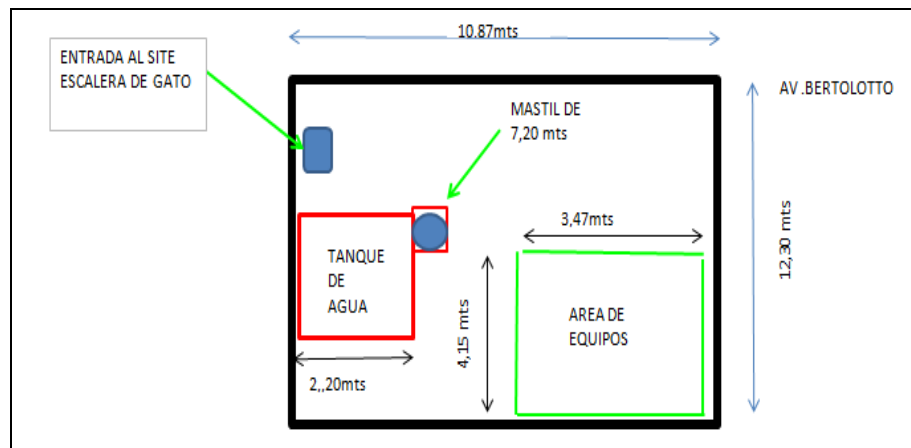 10.87mts
ENTRADA AL SITE
ESCALERA DE GATO
AV .BERTOLOTTO
MASTIL DE
7,20 mts
3,47mts
12,30 mts
TANQUE
DE
AGUA
4,15 mts
AREA DE
EQUIPOS
2,,20mts